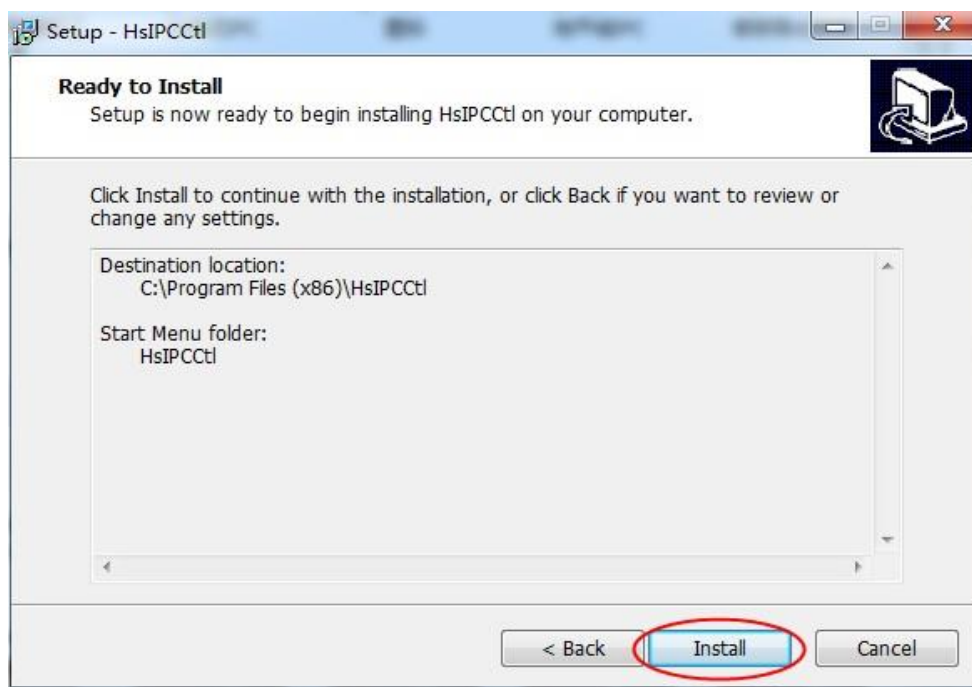 Setup - HsIPCCtl
Ready to Install
Setup is now ready to begin installing HsIPCCtl on your computer.
Click Install to continue with the installation, or click Back if you want to review or
change any settings.
Destination location:
C:\Program Files (x86)\HsIPCCtl
Start Menu folder:
HsIPCCtl
< Back
Install
Cancel